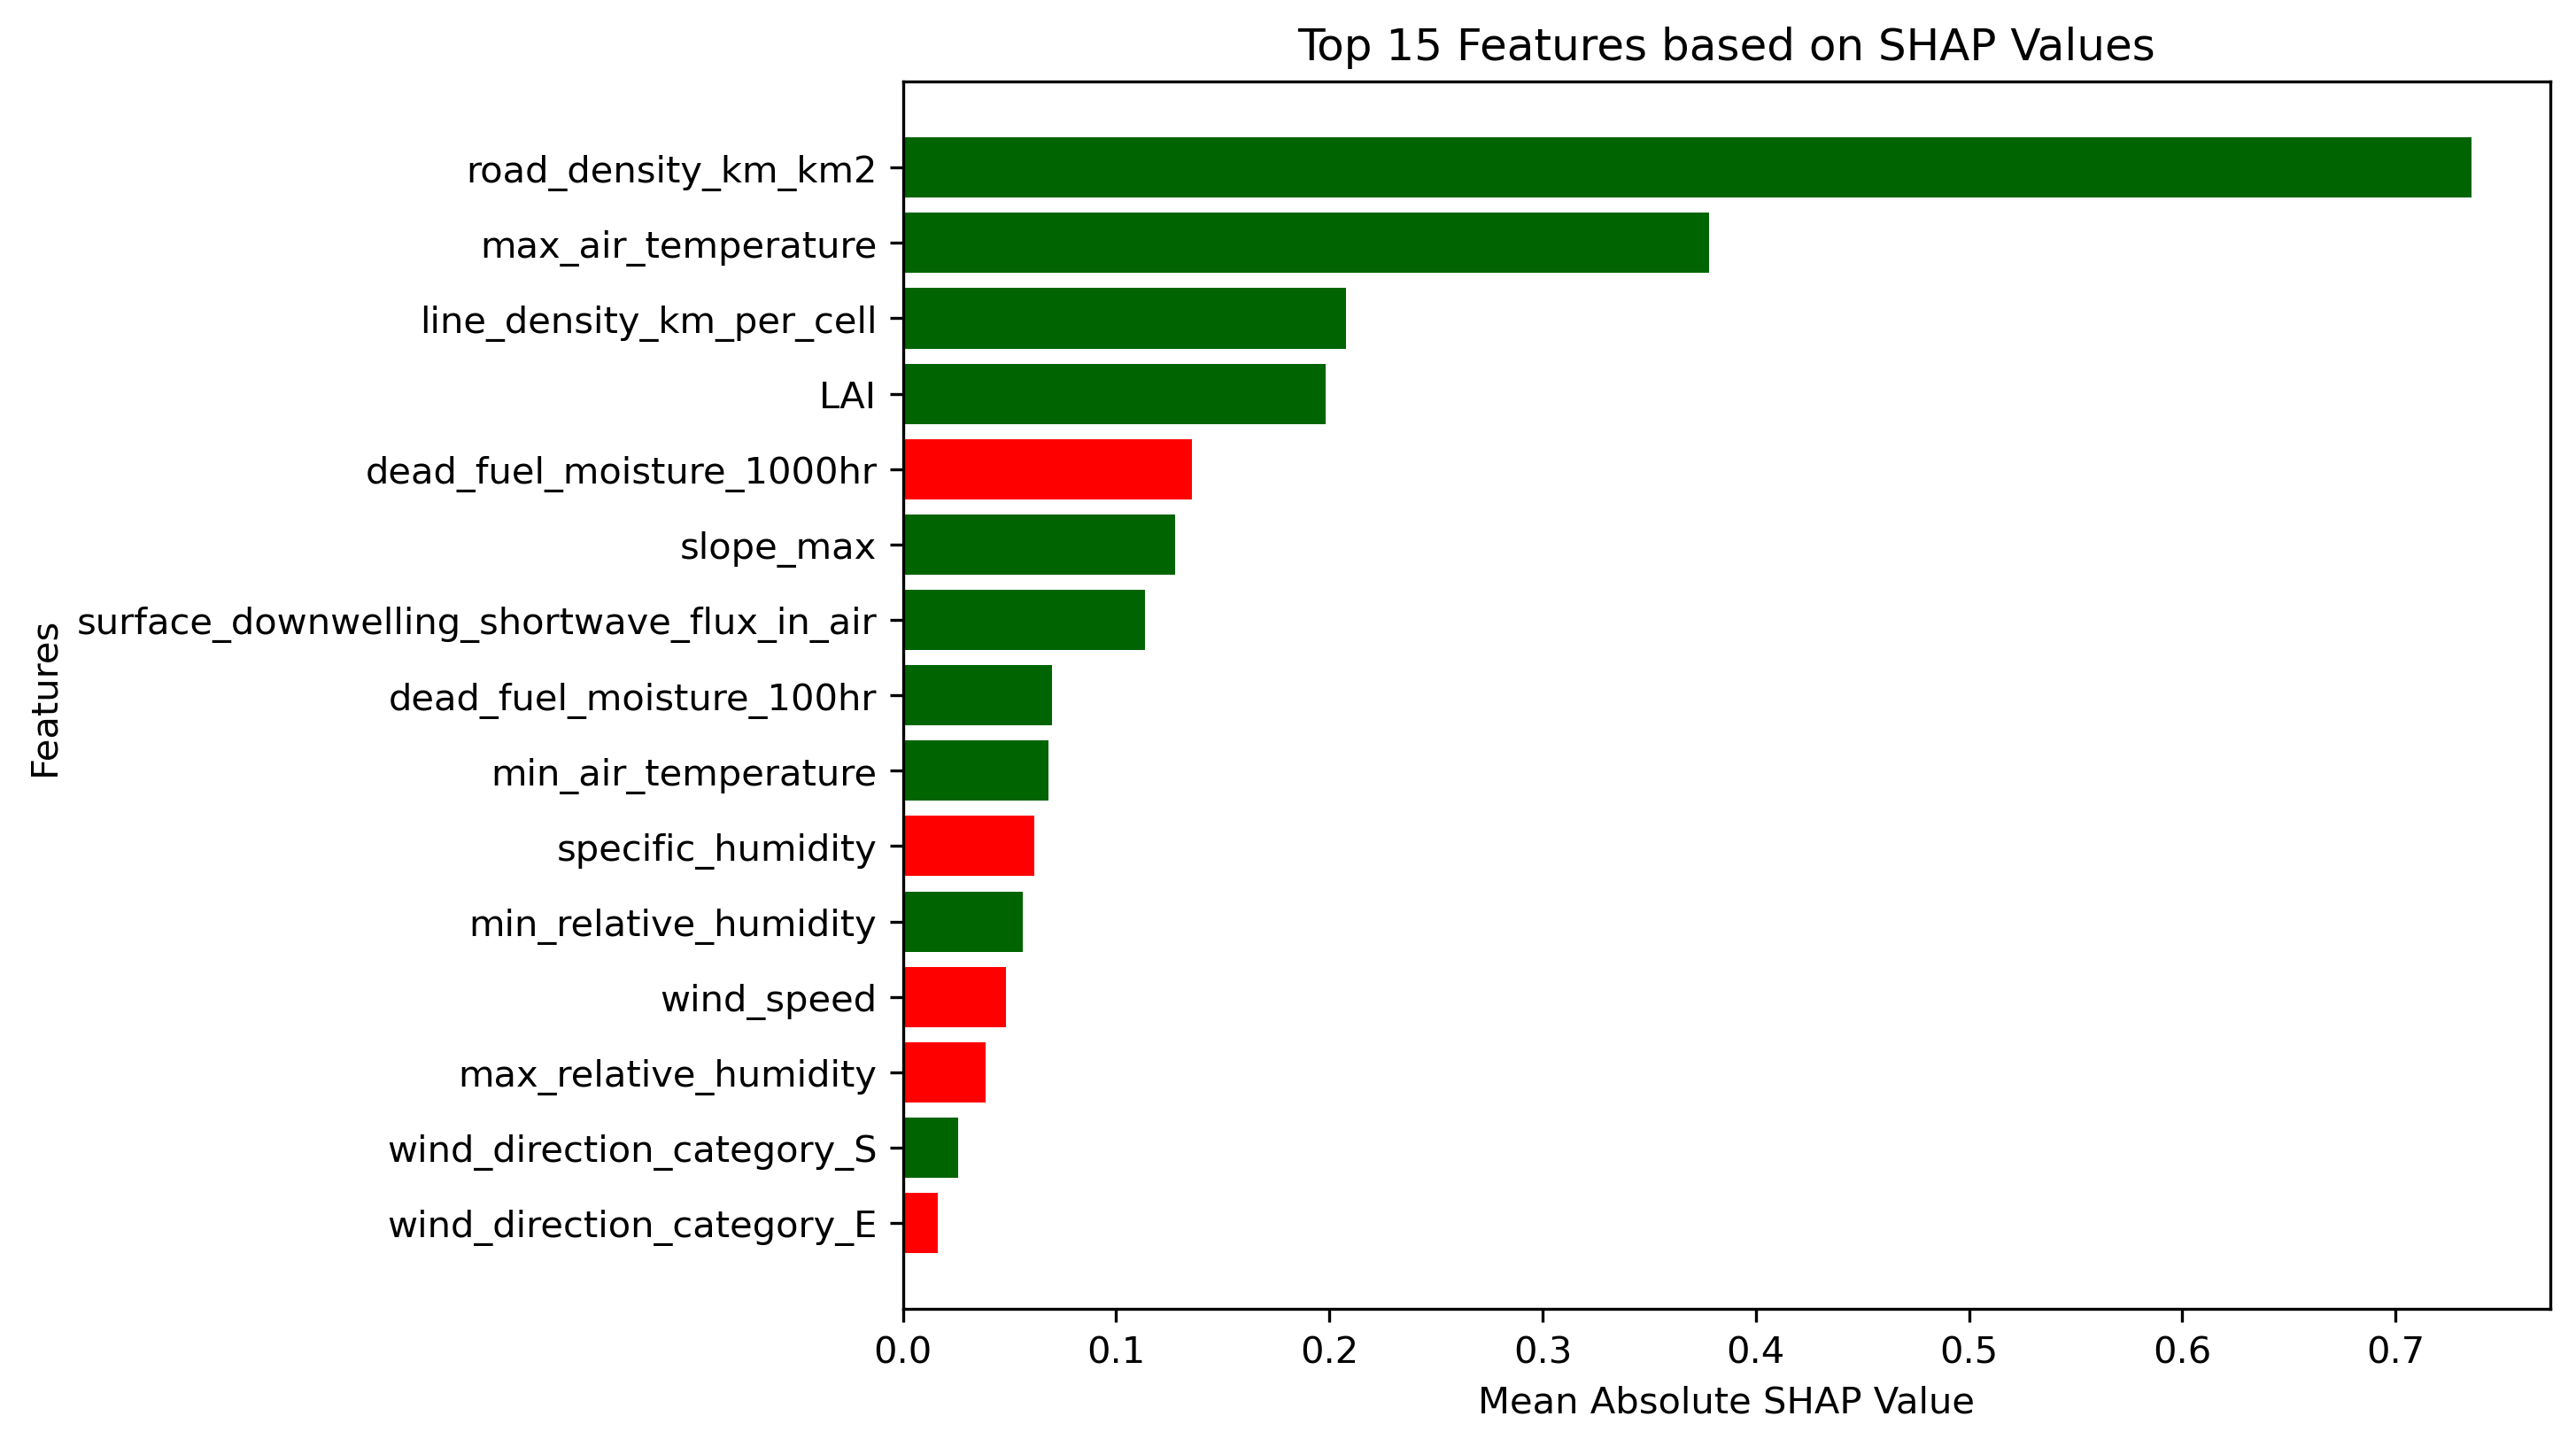 Top 15 Features based on SHAP Values
Features
road_density_km_km2
max_air_temperature
line_density_km_per_cell
LAI
dead_fuel_moisture_1000hr
slope_max
surface_downwelling_shortwave_flux_in_air
dead_fuel_moisture_100hr
min_air_temperature
specific_humidity
min_relative_humidity
wind_speed
max_relative_humidity
wind_direction_category_S
wind_direction_category_E
0.0 0.1 0.2 0.3 0.4 0.5 0.6 0.7
Mean Absolute SHAP Value